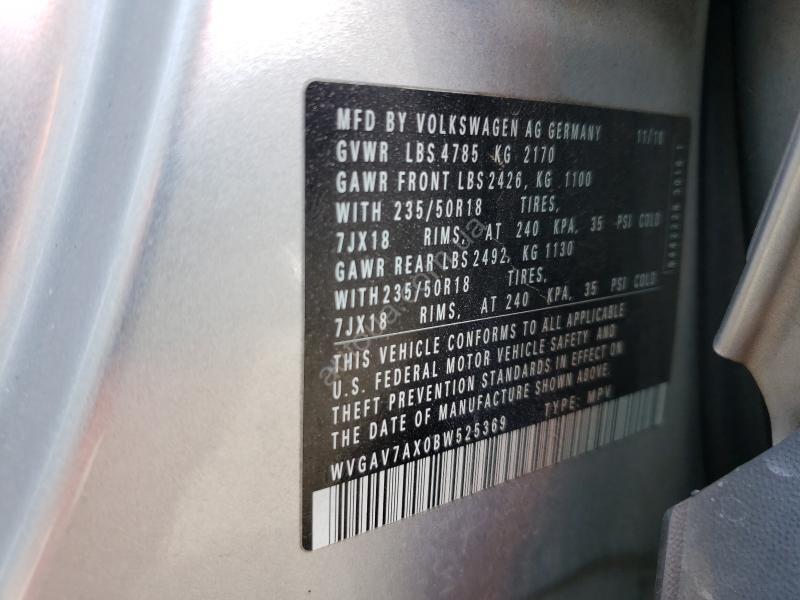 MFD BY VOLKSWAGEN AG GERMANY 11/10
GVWR LBS 4785 KG 2170
GAWR FRONT LBS 2426, KG 1100
WITH 235/50R18 TIRES,
7JX18 RIMS, AT 240 KPA, 35 PSI COLD
GAWR REAR LBS 2492, KG 1130
WITH 235/50R18 TIRES,
7JX18 RIMS, AT 240 KPA, 35 PSI COLD
THIS VEHICLE CONFORMS TO ALL APPLICABLE
U.S. FEDERAL MOTOR VEHICLE SAFETY AND
THEFT PREVENTION STANDARDS IN EFFECT ON
THE DATE OF MANUFACTURE SHOWN ABOVE.
WVGAV7AX0BW525369 TYPE: MPV